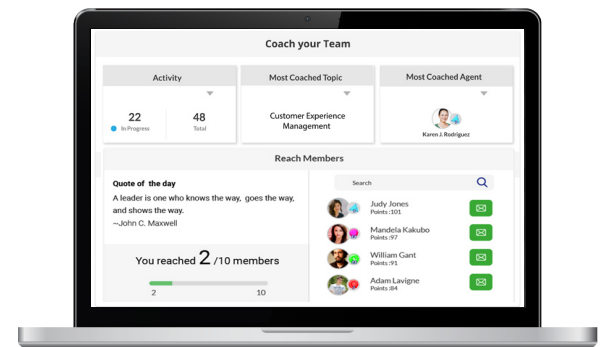 Coach your Team
Activity
22
In Progress
48
Total
Most Coached Topic
Customer Experience
Management
Most Coached Agent
Karen J. Rodriguez
Reach Members
Quote of the day
A leader is one who knows the way, goes the way,
and shows the way.
~John C. Maxwell
You reached 2 /10 members
2 10
Search
Judy Jones
Points :101
Mandela Kakubo
Points :97
William Gant
Points :91
Adam Lavigne
Points :84